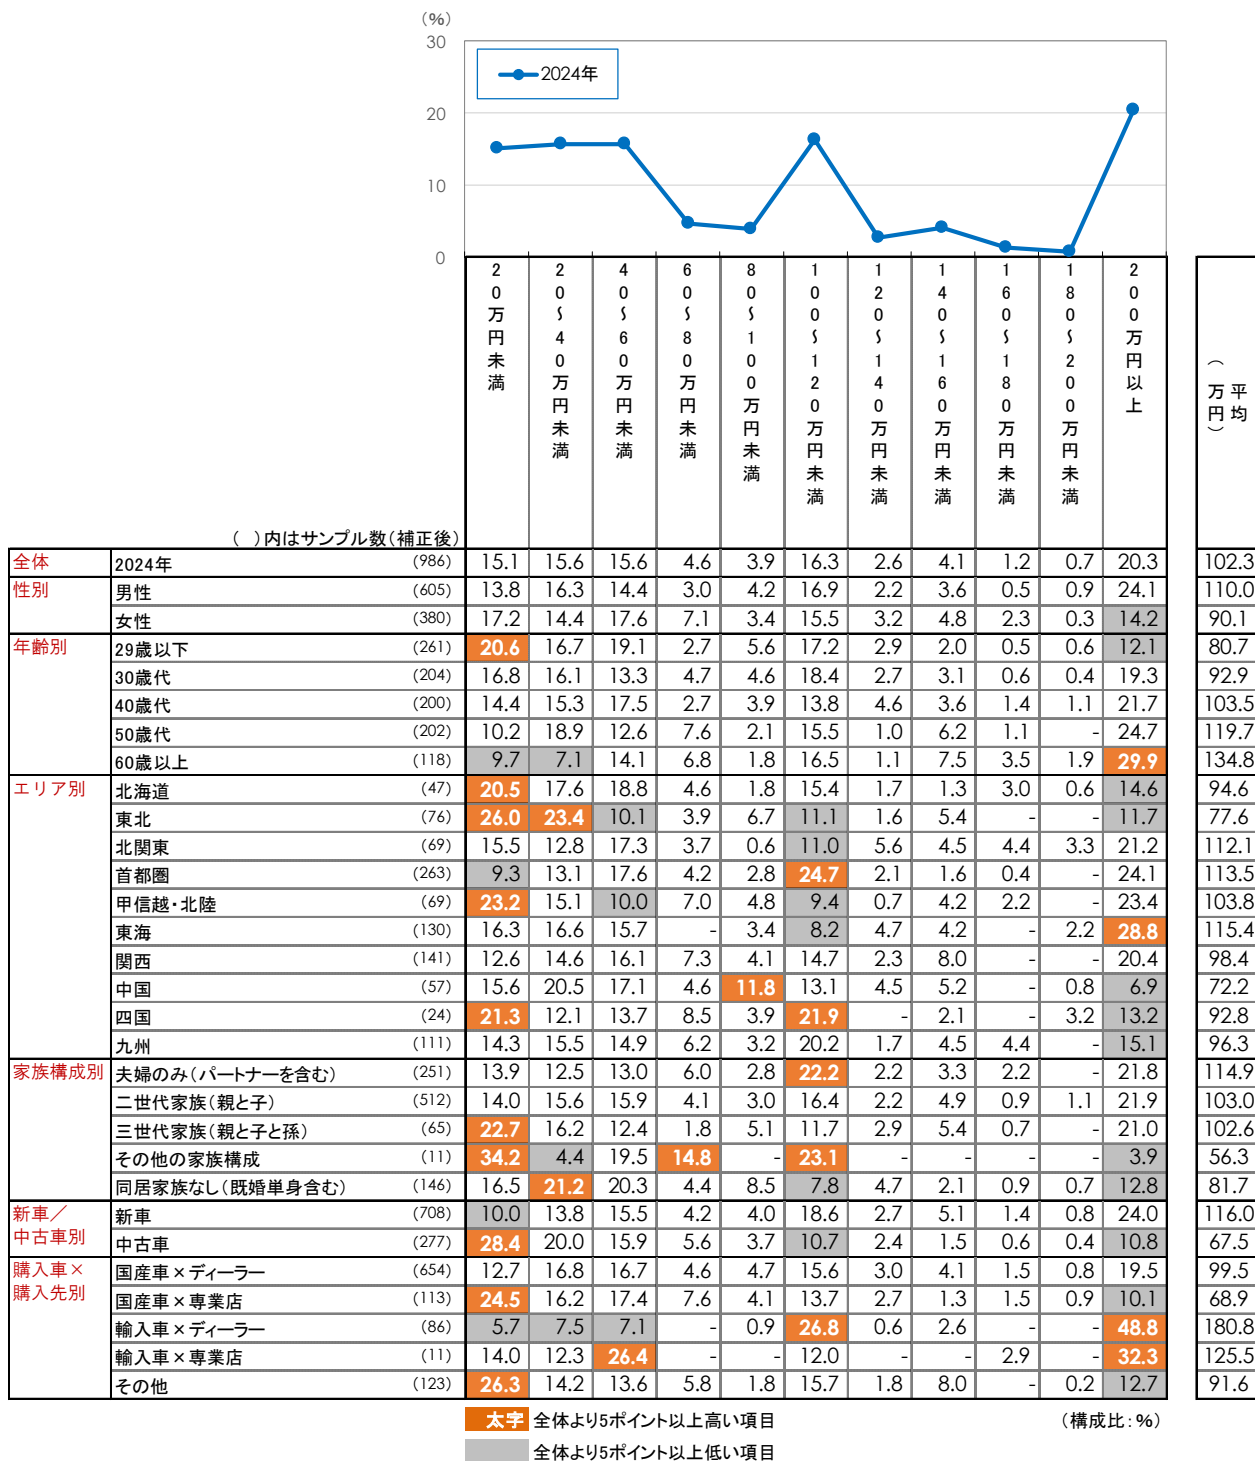 (%)
30
20
10
0
2024年
20万円未満
20～40万円未満
40～60万円未満
60～80万円未満
80～100万円未満
100～120万円未満
120～140万円未満
140～160万円未満
160～180万円未満
180～200万円未満
200万円以上
平均（万円）
（　）内はサンプル数（補正後）
全体 2024年 (986) 15.1 15.6 15.6 4.6 3.9 16.3 2.6 4.1 1.2 0.7 20.3 102.3
性別 男性 (605) 13.8 16.3 14.4 3.0 4.2 16.9 2.2 3.6 0.5 0.9 24.1 110.0
女性 (380) 17.2 14.4 17.6 7.1 3.4 15.5 3.2 4.8 2.3 0.3 14.2 90.1
年齢別 29歳以下 (261) 20.6 16.7 19.1 2.7 5.6 17.2 2.9 2.0 0.5 0.6 12.1 80.7
30歳代 (204) 16.8 16.1 13.3 4.7 4.6 18.4 2.7 3.1 0.6 0.4 19.3 92.9
40歳代 (200) 14.4 15.3 17.5 2.7 3.9 13.8 4.6 3.6 1.4 1.1 21.7 103.5
50歳代 (202) 10.2 18.9 12.6 7.6 2.1 15.5 1.0 6.2 1.1 - 24.7 119.7
60歳以上 (118) 9.7 7.1 14.1 6.8 1.8 16.5 1.1 7.5 3.5 1.9 29.9 134.8
エリア別 北海道 (47) 20.5 17.6 18.8 4.6 1.8 15.4 1.7 1.3 3.0 0.6 14.6 94.6
東北 (76) 26.0 23.4 10.1 3.9 6.7 11.1 1.6 5.4 - - 11.7 77.6
北関東 (69) 15.5 12.8 17.3 3.7 0.6 11.0 5.6 4.5 4.4 3.3 21.2 112.1
首都圏 (263) 9.3 13.1 17.6 4.2 2.8 24.7 2.1 1.6 0.4 - 24.1 113.5
甲信越・北陸 (69) 23.2 15.1 10.0 7.0 4.8 9.4 0.7 4.2 2.2 - 23.4 103.8
東海 (130) 16.3 16.6 15.7 - 3.4 8.2 4.7 4.2 - 2.2 28.8 115.4
関西 (141) 12.6 14.6 16.1 7.3 4.1 14.7 2.3 8.0 - - 20.4 98.4
中国 (57) 15.6 20.5 17.1 4.6 11.8 13.1 4.5 5.2 - 0.8 6.9 72.2
四国 (24) 21.3 12.1 13.7 8.5 3.9 21.9 - 2.1 - 3.2 13.2 92.8
九州 (111) 14.3 15.5 14.9 6.2 3.2 20.2 1.7 4.5 4.4 - 15.1 96.3
家族構成別 夫婦のみ（パートナーを含む） (251) 13.9 12.5 13.0 6.0 2.8 22.2 2.2 3.3 2.2 - 21.8 114.9
二世代家族（親と子） (512) 14.0 15.6 15.9 4.1 3.0 16.4 2.2 4.9 0.9 1.1 21.9 103.0
三世代家族（親と子と孫） (65) 22.7 16.2 12.4 1.8 5.1 11.7 2.9 5.4 0.7 - 21.0 102.6
その他の家族構成 (11) 34.2 4.4 19.5 14.8 - 23.1 - - - - 3.9 56.3
同居家族なし（既婚単身含む） (146) 16.5 21.2 20.3 4.4 8.5 7.8 4.7 2.1 0.9 0.7 12.8 81.7
新車／ 新車 (708) 10.0 13.8 15.5 4.2 4.0 18.6 2.7 5.1 1.4 0.8 24.0 116.0
中古車別 中古車 (277) 28.4 20.0 15.9 5.6 3.7 10.7 2.4 1.5 0.6 0.4 10.8 67.5
購入車× 国産車×ディーラー (654) 12.7 16.8 16.7 4.6 4.7 15.6 3.0 4.1 1.5 0.8 19.5 99.5
購入先別 国産車×専業店 (113) 24.5 16.2 17.4 7.6 4.1 13.7 2.7 1.3 1.5 0.9 10.1 68.9
輸入車×ディーラー (86) 5.7 7.5 7.1 - 0.9 26.8 0.6 2.6 - - 48.8 180.8
輸入車×専業店 (11) 14.0 12.3 26.4 - - 12.0 - - 2.9 - 32.3 125.5
その他 (123) 26.3 14.2 13.6 5.8 1.8 15.7 1.8 8.0 - 0.2 12.7 91.6
太字 全体より5ポイント以上高い項目 （構成比：％）
全体より5ポイント以上低い項目